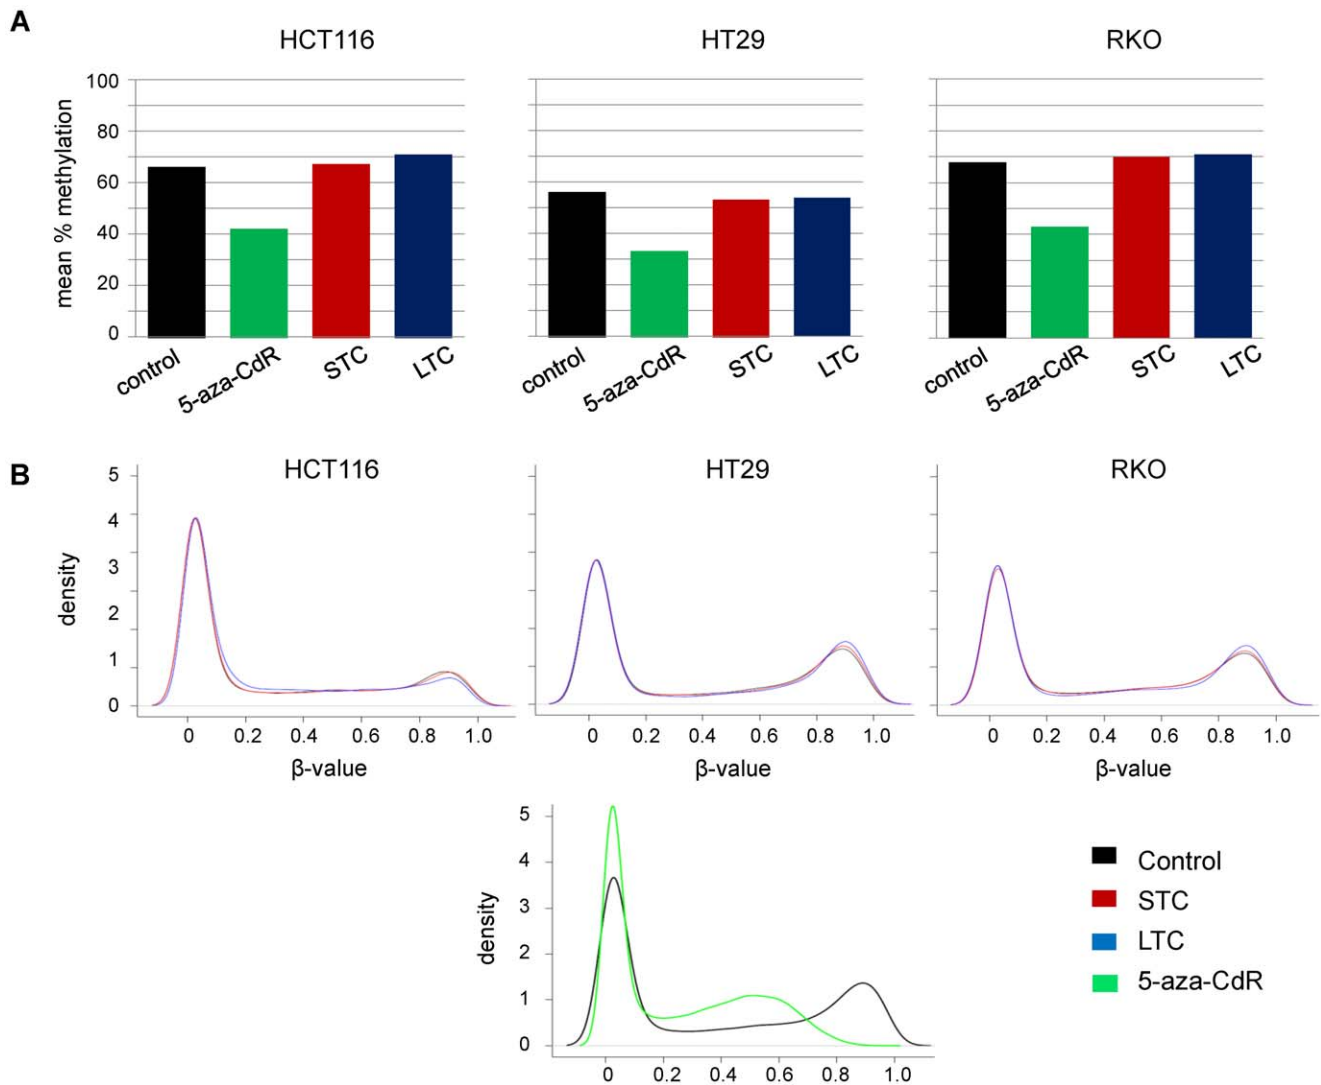 A
HCT116
HT29
RKO
mean % methylation
100
80
60
40
20
0
control
5-aza-CdR
STC
LTC
control
5-aza-CdR
STC
LTC
control
5-aza-CdR
STC
LTC
B
HCT116
HT29
RKO
density
5
4
3
2
1
0
0 0.2 0.4 0.6 0.8 1.0
0 0.2 0.4 0.6 0.8 1.0
0 0.2 0.4 0.6 0.8 1.0
β-value
β-value
β-value
density
5
4
3
2
1
0
0 0.2 0.4 0.6 0.8 1.0
Control
STC
LTC
5-aza-CdR